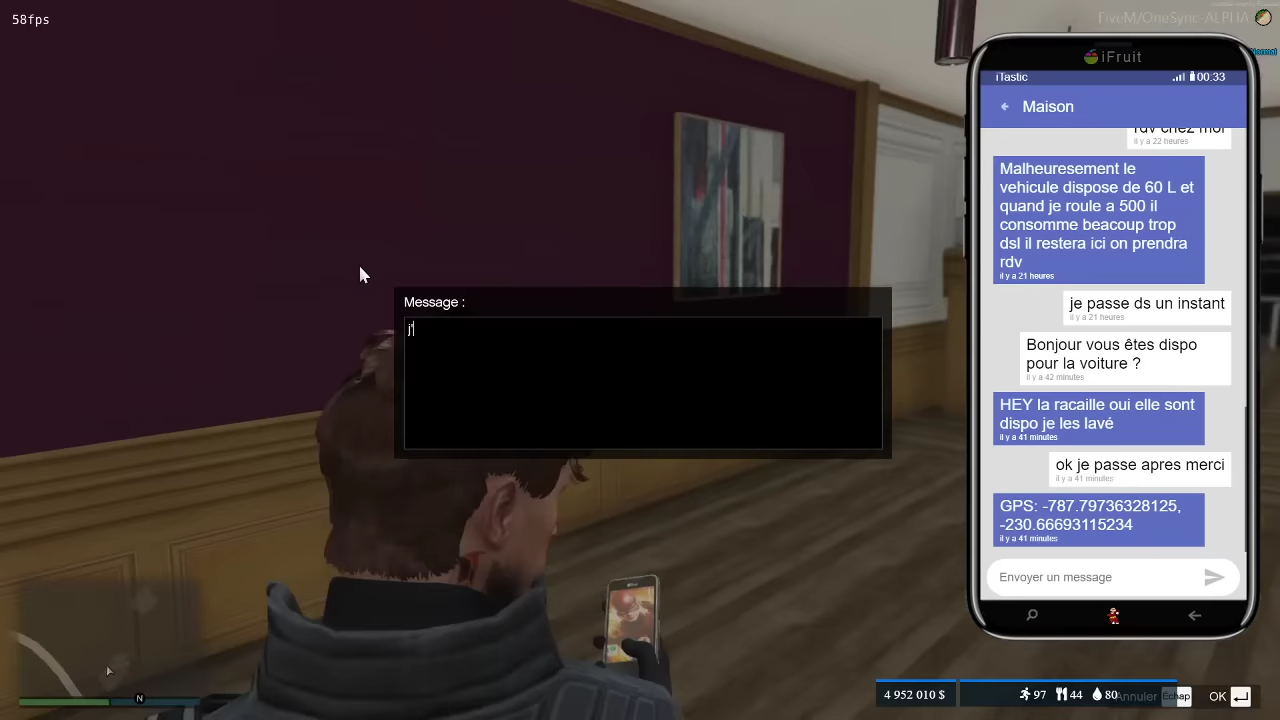 58fps
FiveM/OneSync-ALPHA
iFruit
iTastic
00:33
Maison
rdv chez moi
il y a 22 heures
Malheuresement le
vehicule dispose de 60 L et
quand je roule a 500 il
consomme beacoup trop
dsl il restera ici on prendra
rdv
il y a 21 heures
je passe ds un instant
il y a 21 heures
Bonjour vous êtes dispo
pour la voiture ?
il y a 42 minutes
HEY la racaille oui elle sont
dispo je les lavé
il y a 41 minutes
ok je passe apres merci
il y a 41 minutes
GPS: -787.79736328125,
-230.66693115234
il y a 41 minutes
Envoyer un message
Message :
j'
N
4 952 010 $
97
44
80
Annuler
Echap
OK